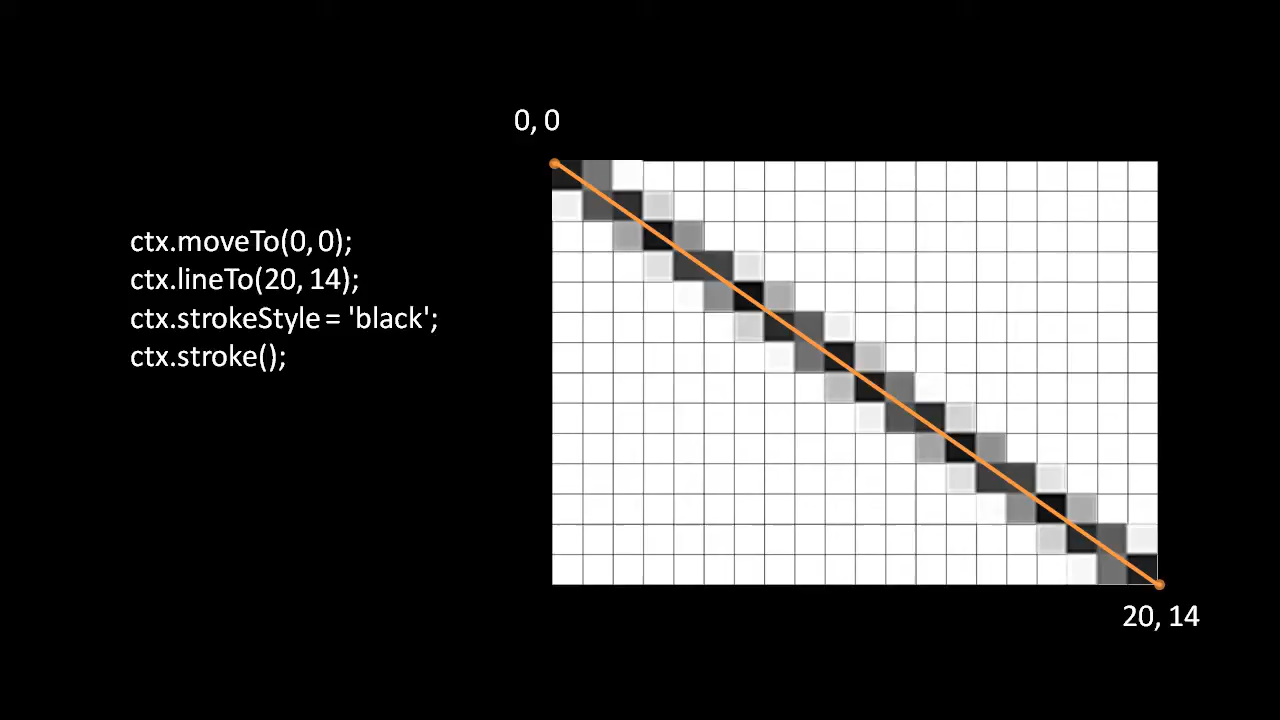 0, 0
ctx.moveTo(0, 0);
ctx.lineTo(20, 14);
ctx.strokeStyle = 'black';
ctx.stroke();
20, 14